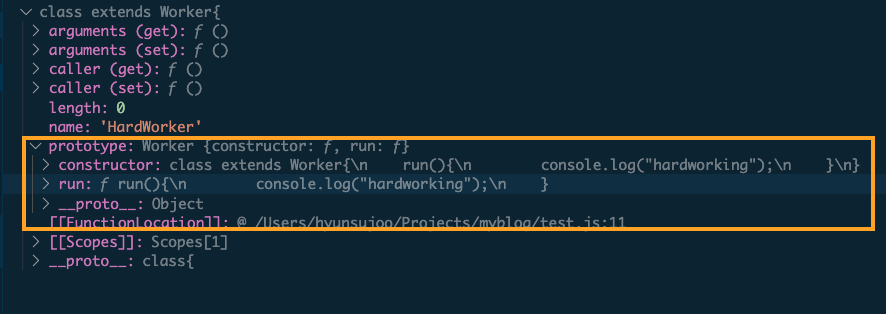 class extends Worker{
arguments (get): ƒ ()
arguments (set): ƒ ()
caller (get): ƒ ()
caller (set): ƒ ()
length: 0
name: 'HardWorker'
prototype: Worker {constructor: ƒ, run: ƒ}
constructor: class extends Worker{\n    run(){\n        console.log("hardworking");\n    }\n}
run: ƒ run(){\n        console.log("hardworking");\n    }
__proto__: Object
[[FunctionLocation]]: @ /Users/hyunsujoo/Projects/myblog/test.js:11
[[Scopes]]: Scopes[1]
__proto__: class{